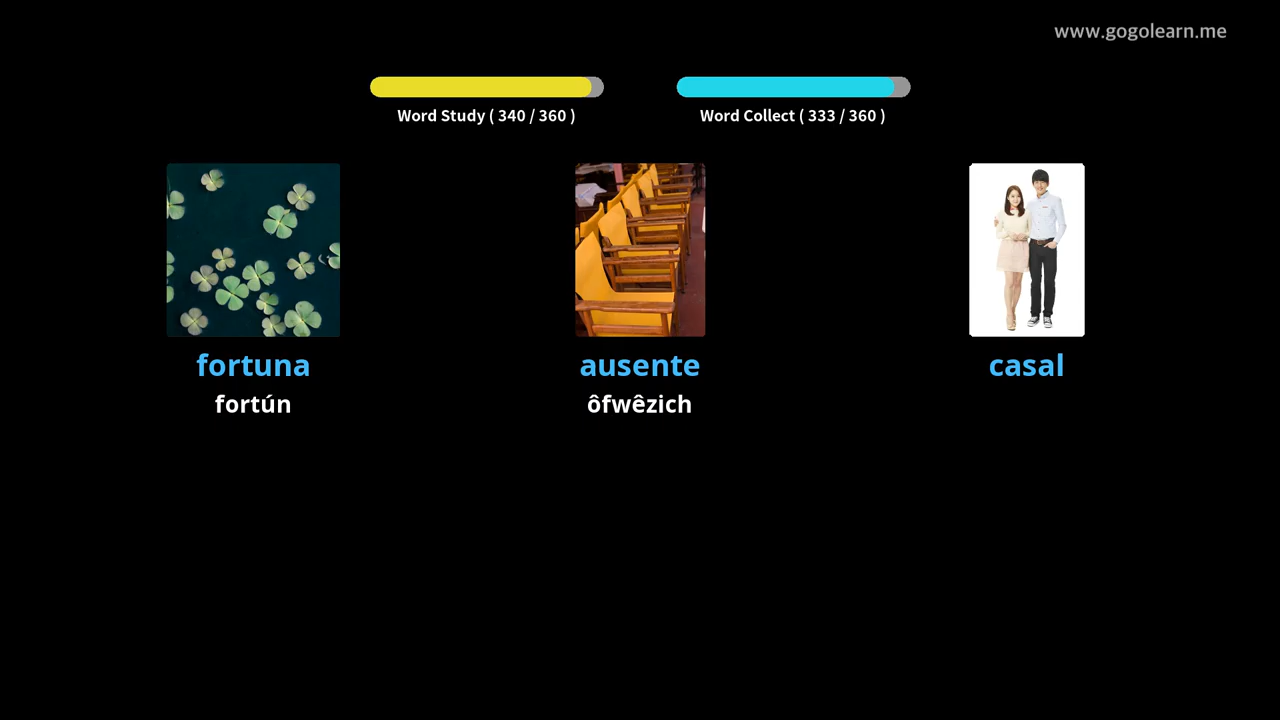 www.gogolearn.me
Word Study ( 340 / 360 )
Word Collect ( 333 / 360 )
fortuna
ausente
casal
fortún
ôfwêzich